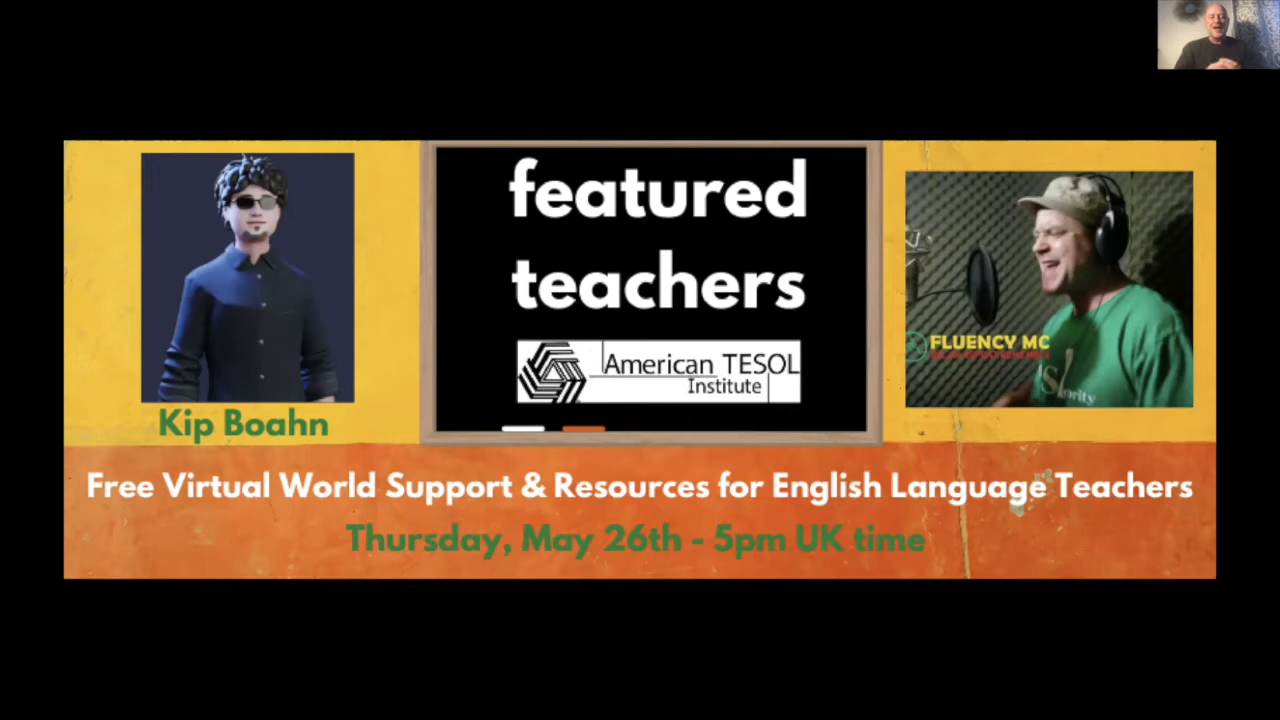 featured
teachers
American TESOL
Institute
FLUENCY MC
Kip Boahn
Free Virtual World Support & Resources for English Language Teachers
Thursday, May 26th - 5pm UK time